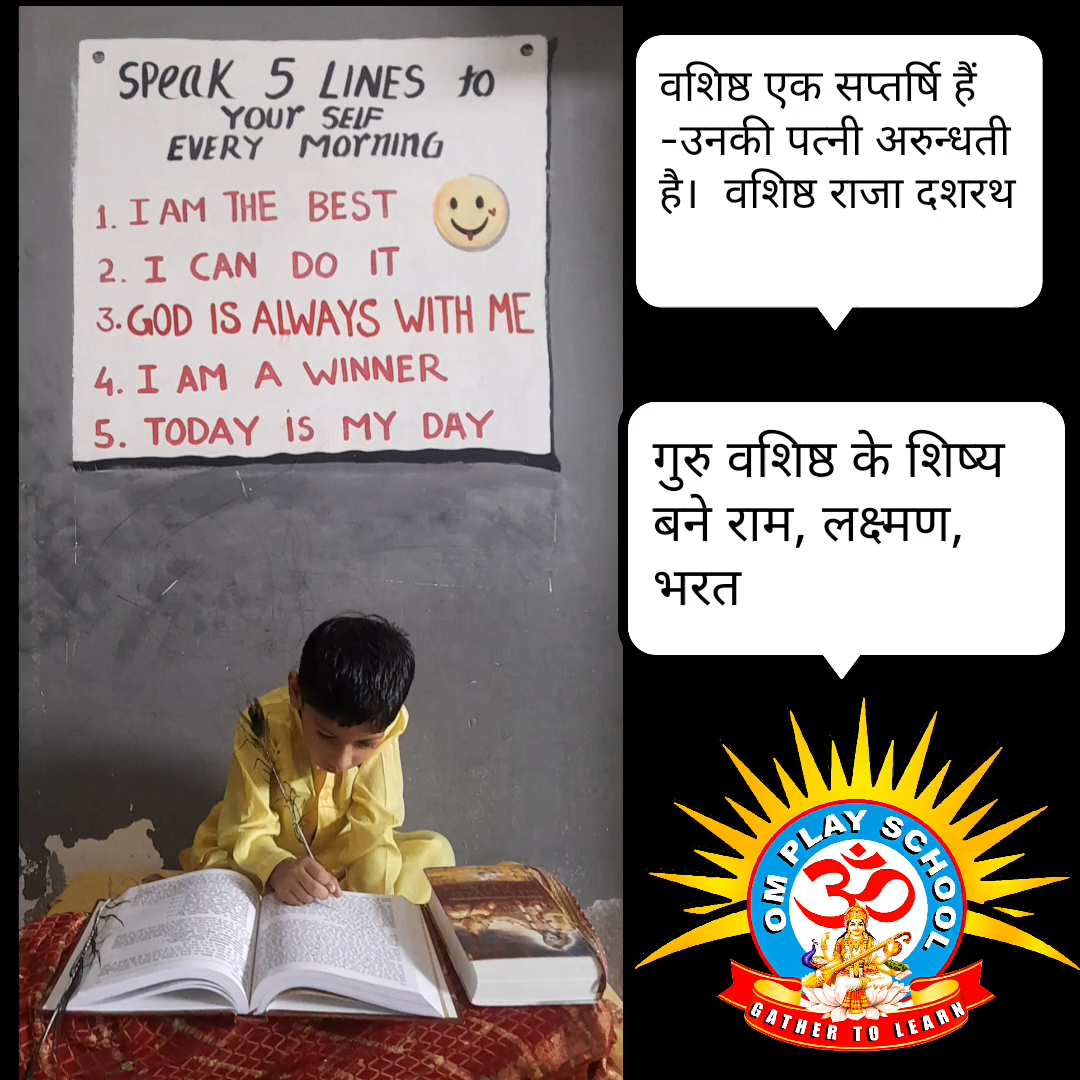 SPEAK 5 LINES to
YOUR SELF
EVERY MORNING
1. I AM THE BEST
2. I CAN DO IT
3. GOD IS ALWAYS WITH ME
4. I AM A WINNER
5. TODAY iS MY DAY
वशिष्ठ एक सप्तर्षि हैं
-उनकी पत्नी अरुन्धती
है। वशिष्ठ राजा दशरथ
गुरु वशिष्ठ के शिष्य
बने राम, लक्ष्मण,
भरत
OM PLAY SCHOOL
ॐ
GATHER TO LEARN